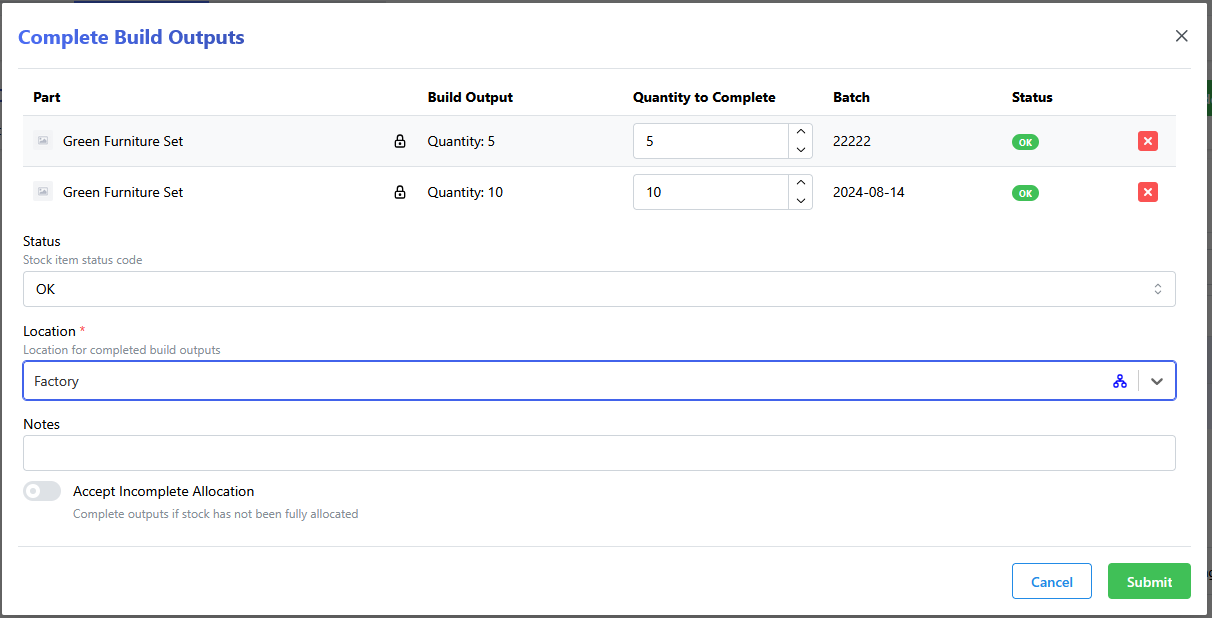 Complete Build Outputs
Part Build Output Quantity to Complete Batch Status
Green Furniture Set Quantity: 5 5 22222 OK
Green Furniture Set Quantity: 10 10 2024-08-14 OK
Status
Stock item status code
OK
Location *
Location for completed build outputs
Factory
Notes
Accept Incomplete Allocation
Complete outputs if stock has not been fully allocated
Cancel Submit